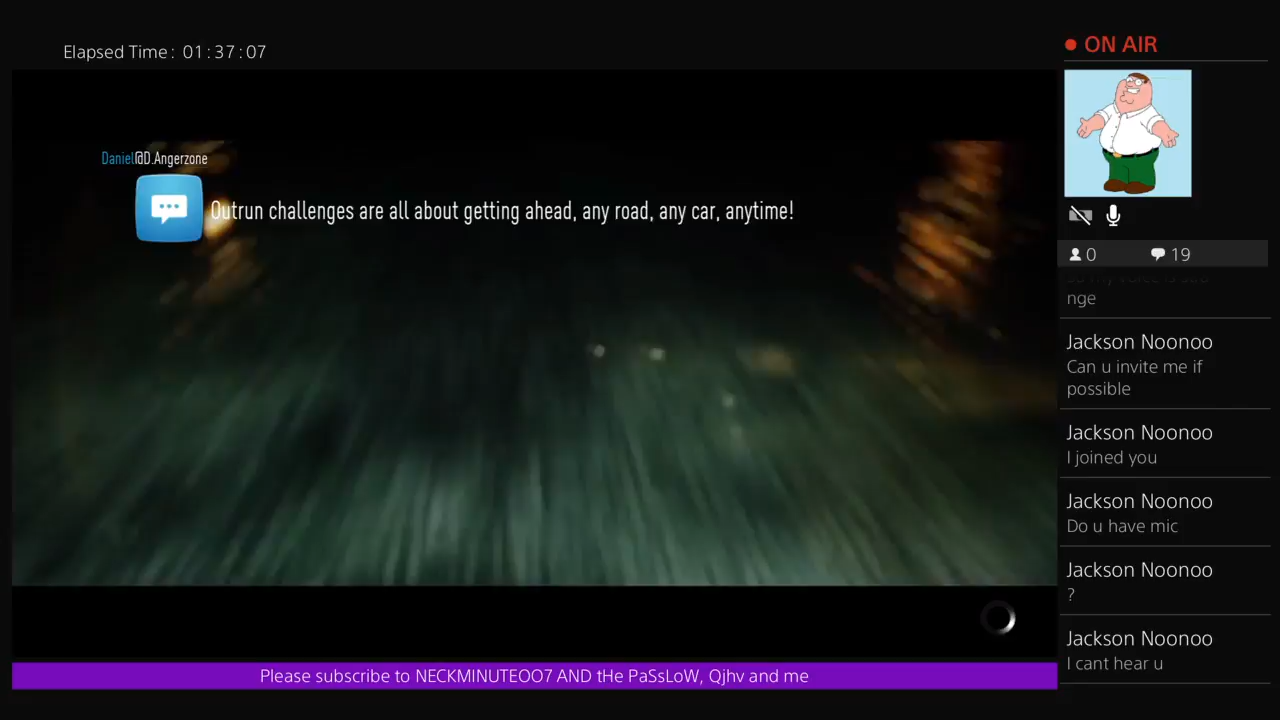 Elapsed Time: 01:37:07
ON AIR
Daniel@D.Angerzone
Outrun challenges are all about getting ahead, any road, any car, anytime!
0 19
nge
Jackson Noonoo
Can u invite me if
possible
Jackson Noonoo
I joined you
Jackson Noonoo
Do u have mic
Jackson Noonoo
?
Jackson Noonoo
I cant hear u
Please subscribe to NECKMINUTEOO7 AND tHe PaSsLoW, Qjhv and me